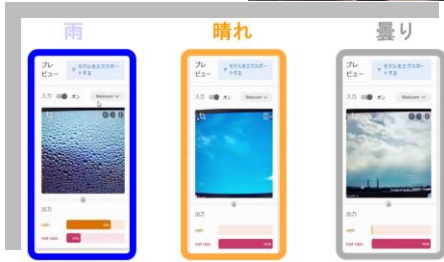 雨
プレ
ビュー
モデルをエクスポー
トする
入力
オン
Webcam
出力
rain
not rain
晴れ
プレ
ビュー
モデルをエクスポー
トする
入力
オン
Webcam
出力
rain
not rain
曇り
プレ
ビュー
モデルをエクスポー
トする
入力
オン
Webcam
出力
rain
not rain